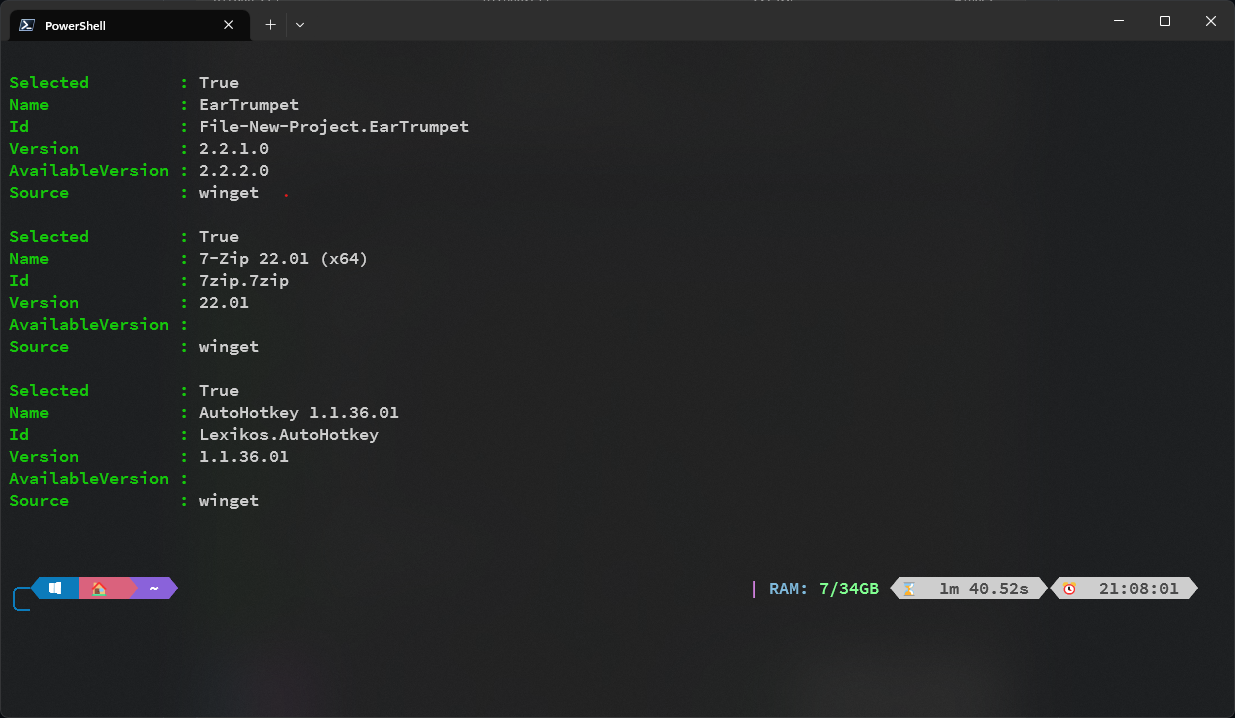 PowerShell
Selected : True
Name : EarTrumpet
Id : File-New-Project.EarTrumpet
Version : 2.2.1.0
AvailableVersion : 2.2.2.0
Source : winget
Selected : True
Name : 7-Zip 22.01 (x64)
Id : 7zip.7zip
Version : 22.01
AvailableVersion :
Source : winget
Selected : True
Name : AutoHotkey 1.1.36.01
Id : Lexikos.AutoHotkey
Version : 1.1.36.01
AvailableVersion :
Source : winget
~ | RAM: 7/34GB 1m 40.52s 21:08:01